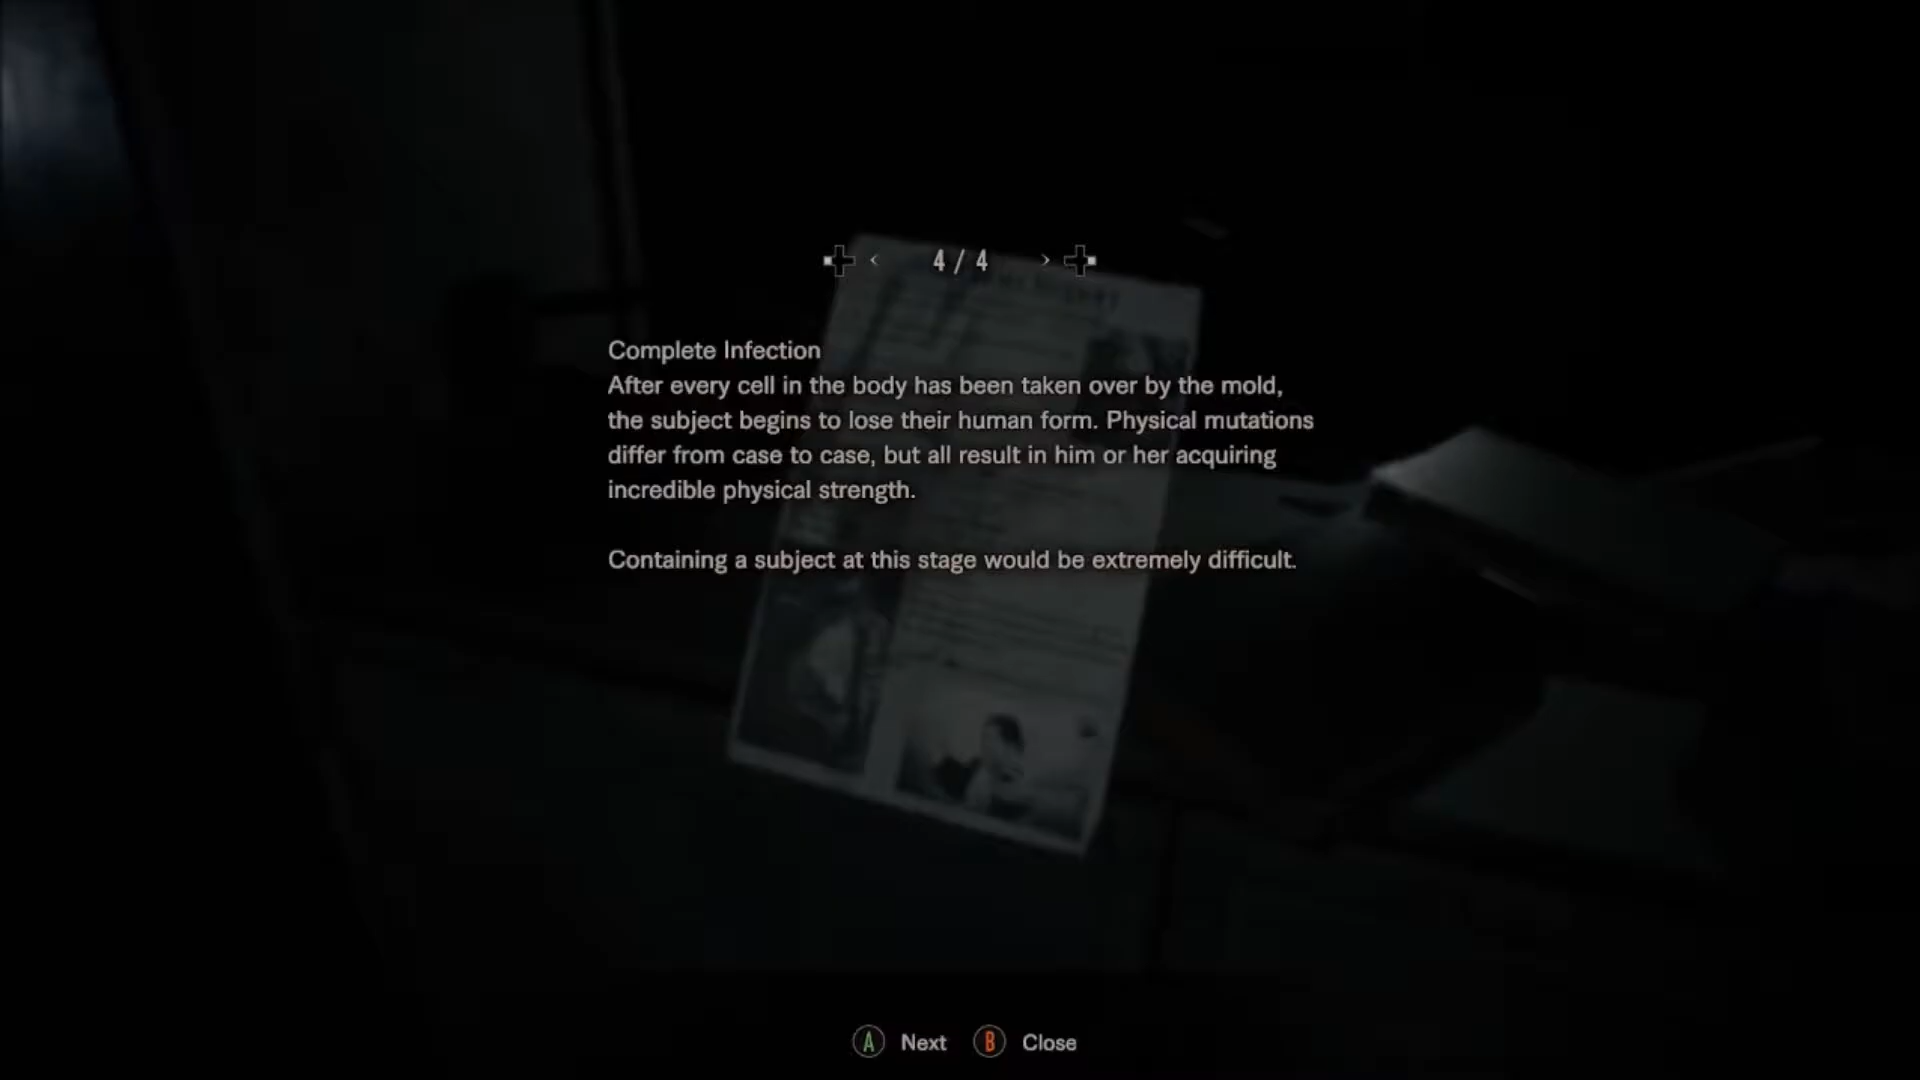 4 / 4
Complete Infection
After every cell in the body has been taken over by the mold,
the subject begins to lose their human form. Physical mutations
differ from case to case, but all result in him or her acquiring
incredible physical strength.
Containing a subject at this stage would be extremely difficult.
A Next B Close